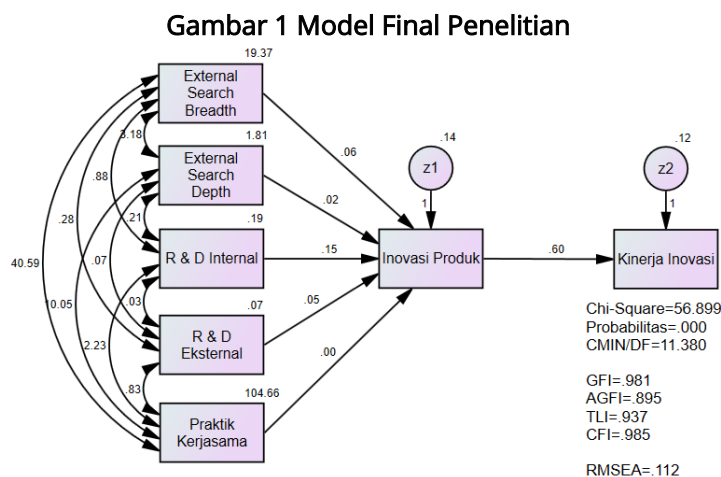 Gambar 1 Model Final Penelitian
19.37
External
Search
Breadth
3.18
1.81
External
Search
Depth
.88
.21
.19
R & D Internal
.28
.07
40.59
10.05
.03
.07
R & D
Eksternal
2.23
.83
104.66
Praktik
Kerjasama
.06
.02
.15
.05
.00
.14
z1
1
Inovasi Produk
.60
.12
z2
1
Kinerja Inovasi
Chi-Square=56.899
Probabilitas=.000
CMIN/DF=11.380
GFI=.981
AGFI=.895
TLI=.937
CFI=.985
RMSEA=.112